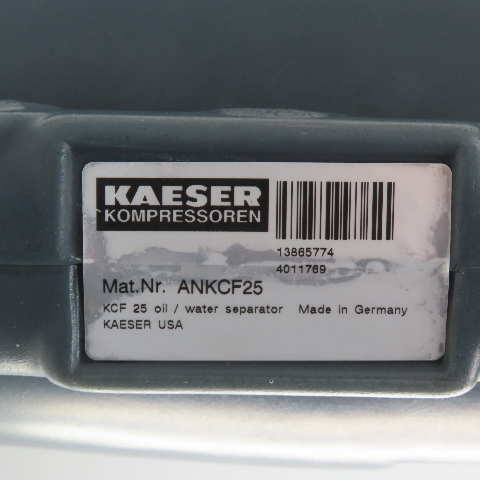 KAESER
KOMPRESSOREN
13865774
4011769
Mat.Nr. ANKCF25
KCF 25 oil / water separator Made in Germany
KAESER USA